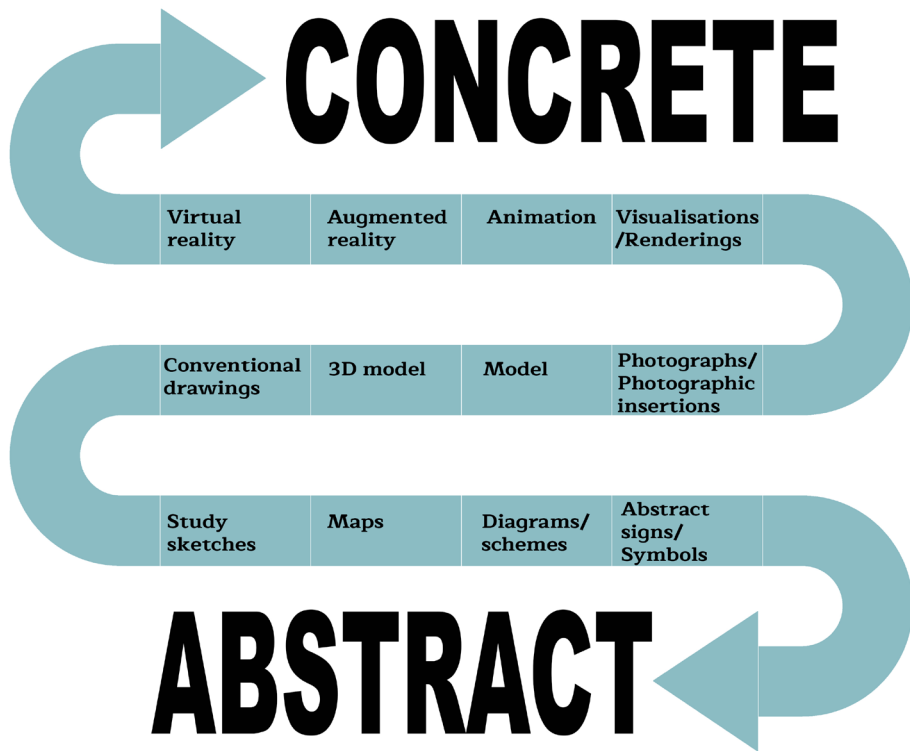 CONCRETE
Virtual
reality
Augmented
reality
Animation
Visualisations
/Renderings
Conventional
drawings
3D model
Model
Photographs/
Photographic
insertions
Study
sketches
Maps
Diagrams/
schemes
Abstract
signs/
Symbols
ABSTRACT